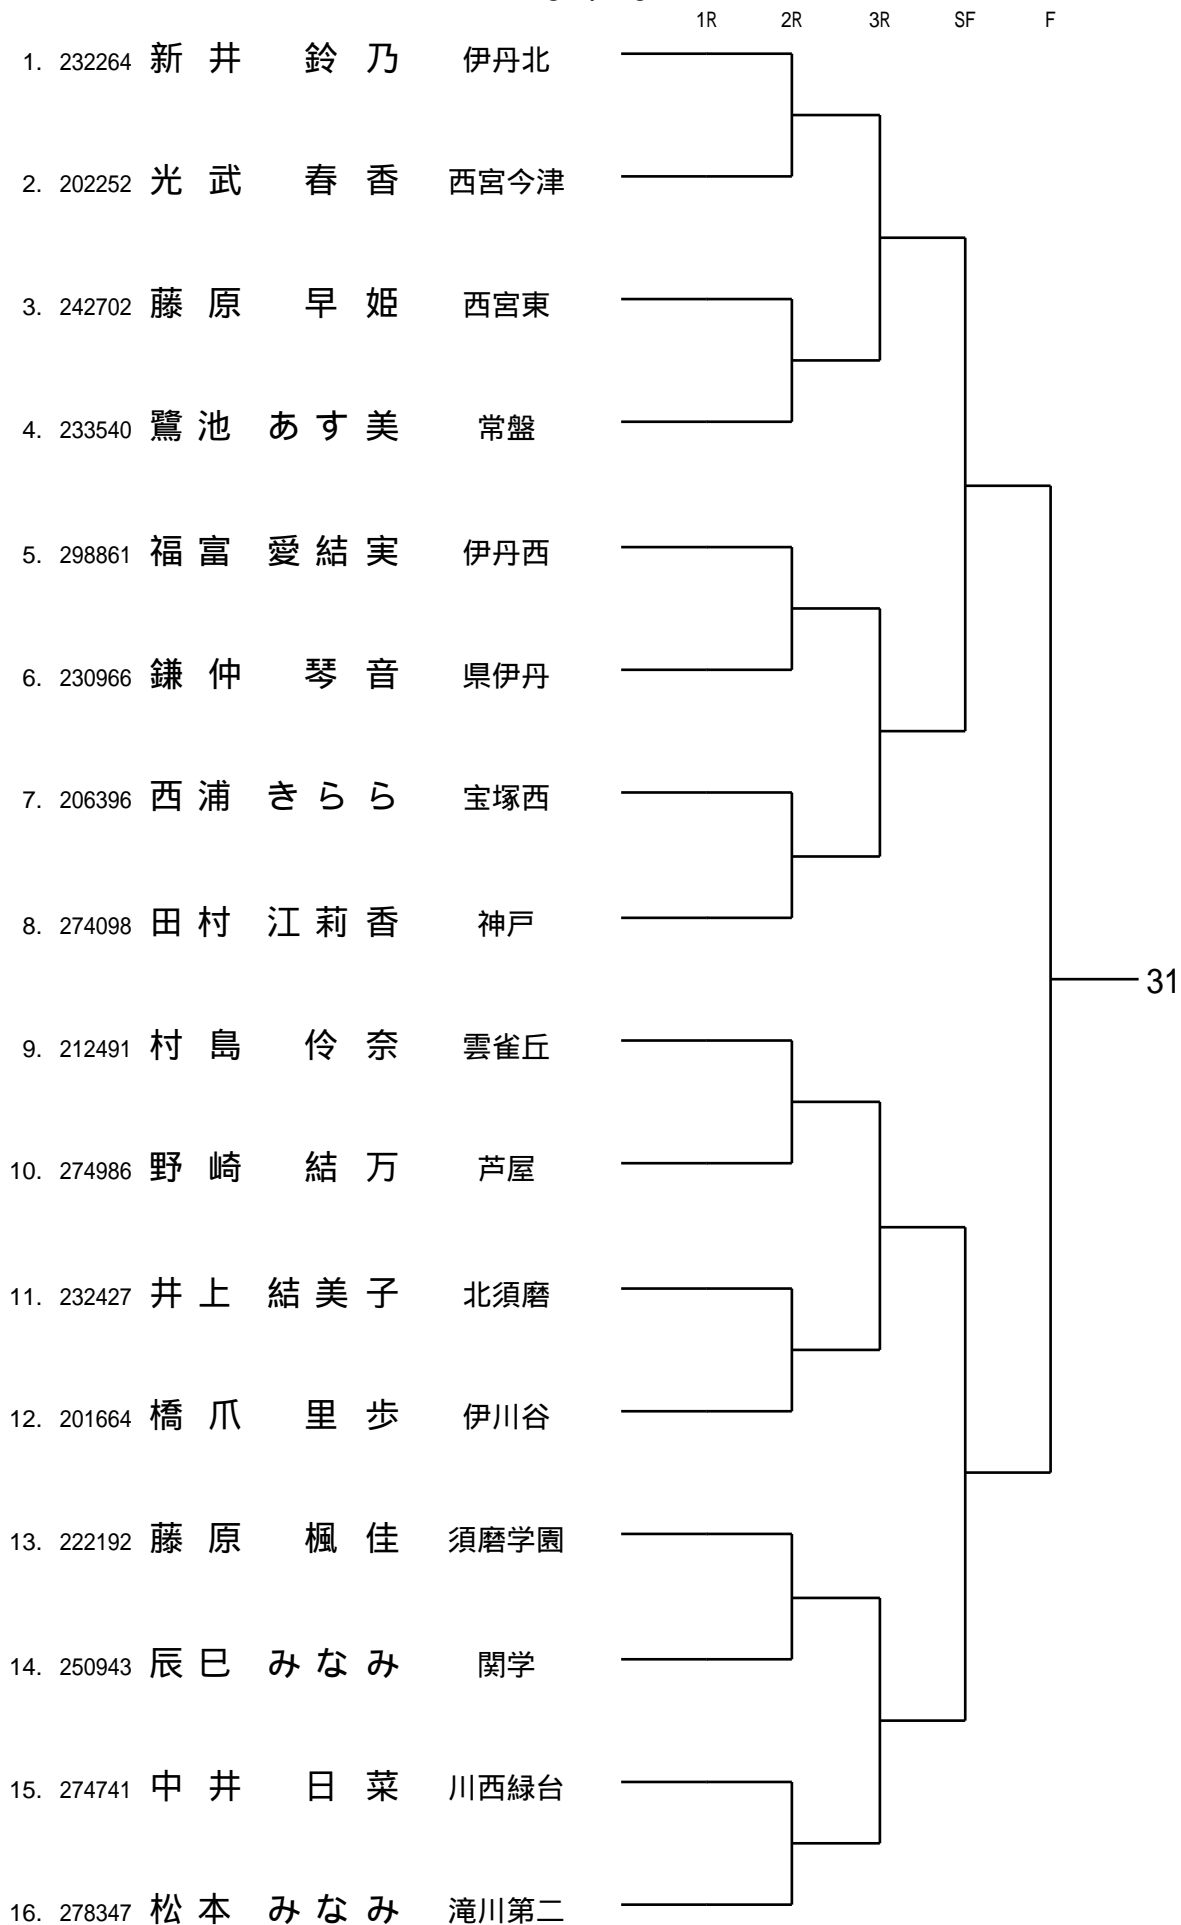 1R 2R 3R SF F
1. 232264 新井 鈴乃 伊丹北
2. 202252 光武 春香 西宮今津
3. 242702 藤原 早姫 西宮東
4. 233540 鷺池 あす美 常盤
5. 298861 福富 愛結実 伊丹西
6. 230966 鎌仲 琴音 県伊丹
7. 206396 西浦 きらら 宝塚西
8. 274098 田村 江莉香 神戸
31
9. 212491 村島 伶奈 雲雀丘
10. 274986 野崎 結万 芦屋
11. 232427 井上 結美子 北須磨
12. 201664 橋爪 里歩 伊川谷
13. 222192 藤原 楓佳 須磨学園
14. 250943 辰巳 みなみ 関学
15. 274741 中井 日菜 川西緑台
16. 278347 松本 みなみ 滝川第二